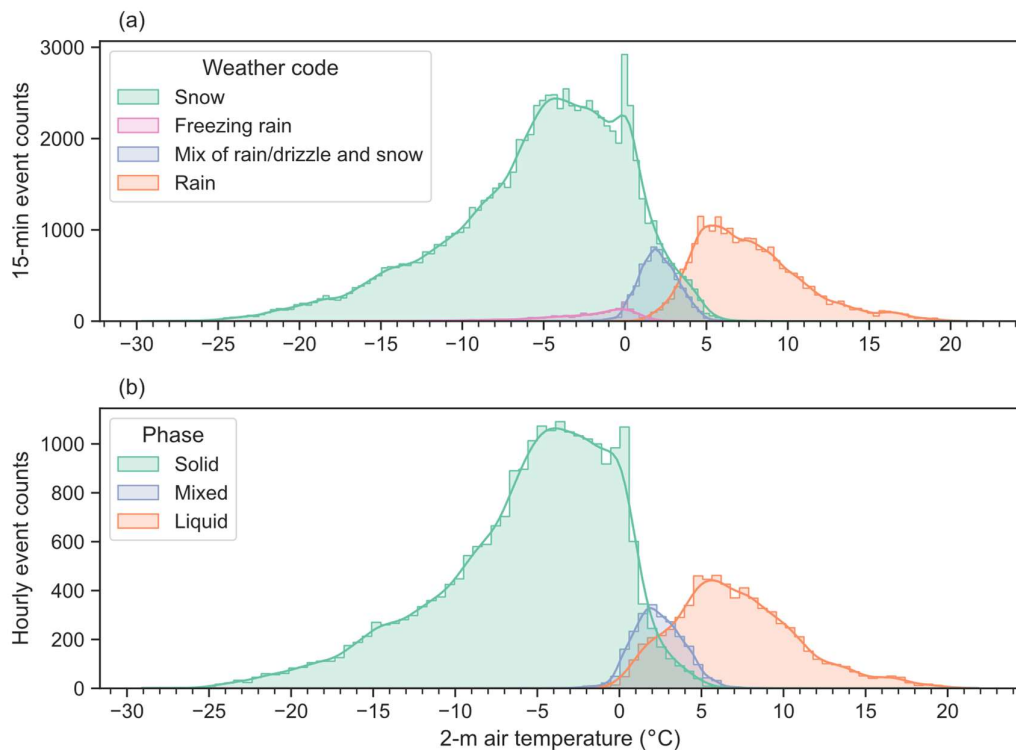 (a)
3000
2000
1000
0
15-min event counts
Weather code
Snow
Freezing rain
Mix of rain/drizzle and snow
Rain
−30 −25 −20 −15 −10 −5 0 5 10 15 20
(b)
1000
800
600
400
200
0
Hourly event counts
Phase
Solid
Mixed
Liquid
−30 −25 −20 −15 −10 −5 0 5 10 15 20
2-m air temperature (°C)